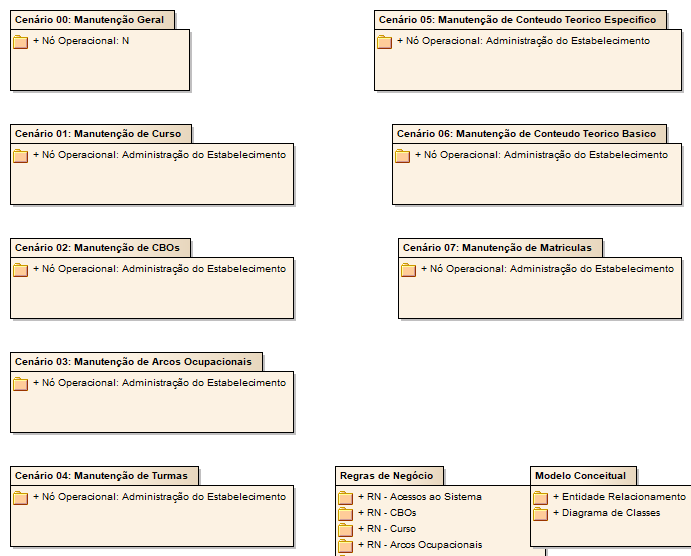 Cenário 00: Manutenção Geral
+ Nó Operacional: N
Cenário 01: Manutenção de Curso
+ Nó Operacional: Administração do Estabelecimento
Cenário 02: Manutenção de CBOs
+ Nó Operacional: Administração do Estabelecimento
Cenário 03: Manutenção de Arcos Ocupacionais
+ Nó Operacional: Administração do Estabelecimento
Cenário 04: Manutenção de Turmas
+ Nó Operacional: Administração do Estabelecimento
Cenário 05: Manutenção de Conteudo Teorico Especifico
+ Nó Operacional: Administração do Estabelecimento
Cenário 06: Manutenção de Conteudo Teorico Basico
+ Nó Operacional: Administração do Estabelecimento
Cenário 07: Manutenção de Matriculas
+ Nó Operacional: Administração do Estabelecimento
Regras de Negócio
+ RN - Acessos ao Sistema
+ RN - CBOs
+ RN - Curso
+ RN - Arcos Ocupacionais
Modelo Conceitual
+ Entidade Relacionamento
+ Diagrama de Classes